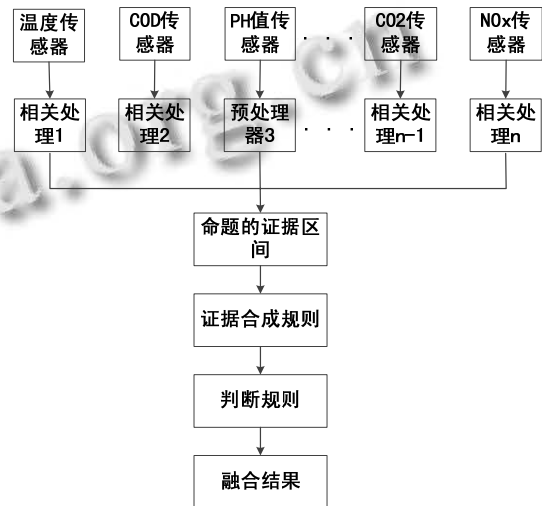 温度传
感器
COD传
感器
PH值传
感器
· · ·
CO2传
感器
NOx传
感器
相关处
理1
相关处
理2
预处理
器3
· · ·
相关处
理n-1
相关处
理n
命题的证据区
间
证据合成规则
判断规则
融合结果
a.org.cn